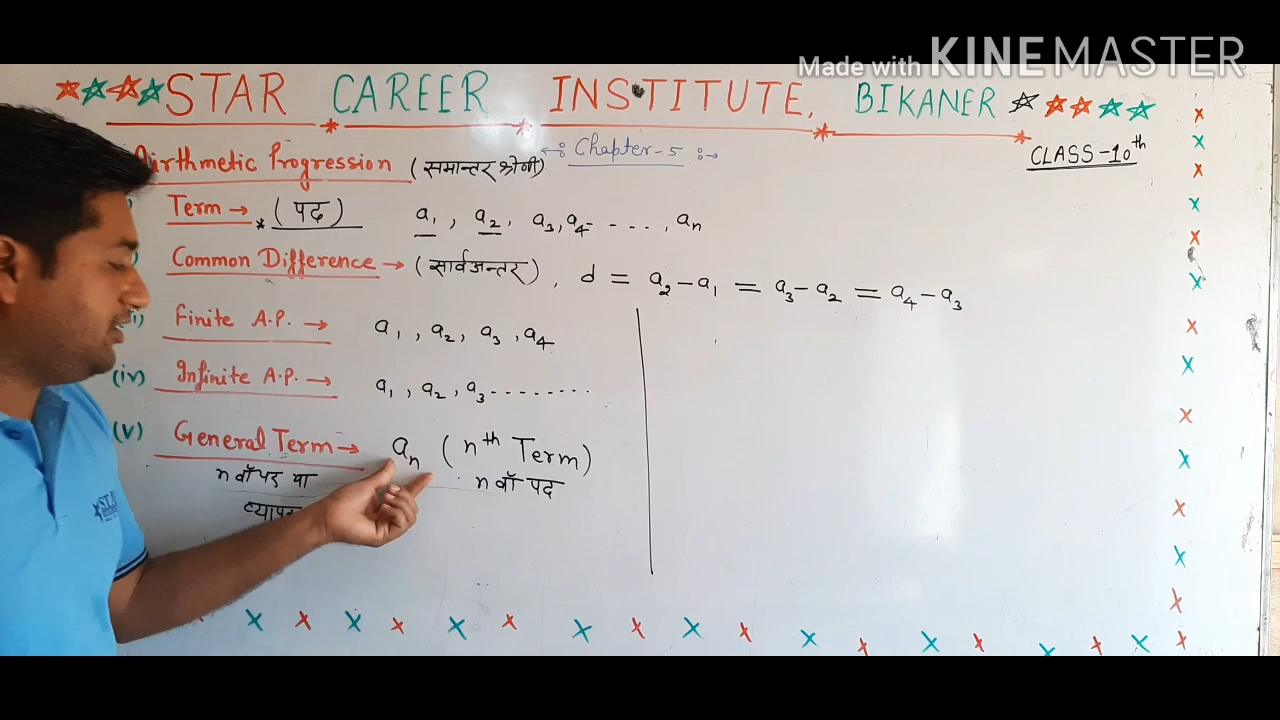 Made with KINEMASTER
STAR CAREER INSTITUTE, BIKANER
Chapter-5
CLASS-10th
Airthmetic Progression (समान्तर श्रेणी)
Term → (पद) a1, a2, a3, a4 - - - . . , an
Common Difference → (सार्वअन्तर), d = a2-a1 = a3-a2 = a4-a3
Finite A.P. → a1, a2, a3, a4
(iv) Infinite A.P. → a1, a2, a3 - - - - - - - -
(v) General Term → an (nth Term)
n वाँ पद या n वाँ पद